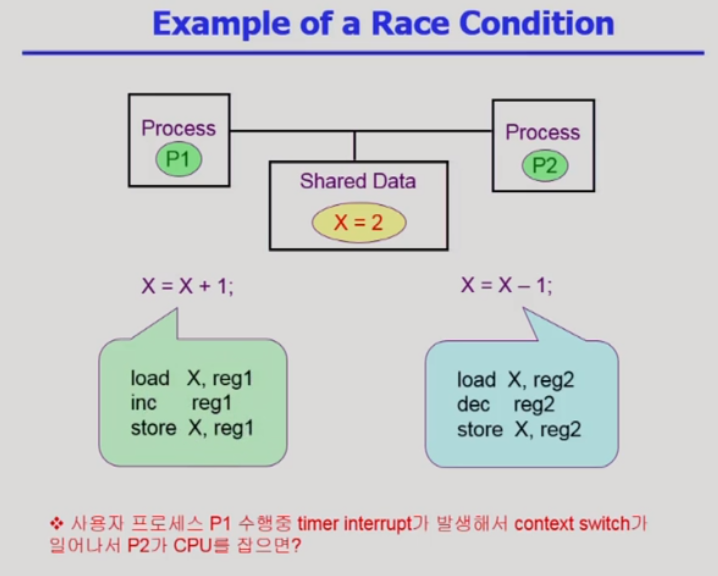 Example of a Race Condition
Process
P1
Process
P2
Shared Data
X = 2
X = X + 1;
X = X – 1;
load X, reg1
inc reg1
store X, reg1
load X, reg2
dec reg2
store X, reg2
❖ 사용자 프로세스 P1 수행중 timer interrupt가 발생해서 context switch가
일어나서 P2가 CPU를 잡으면?